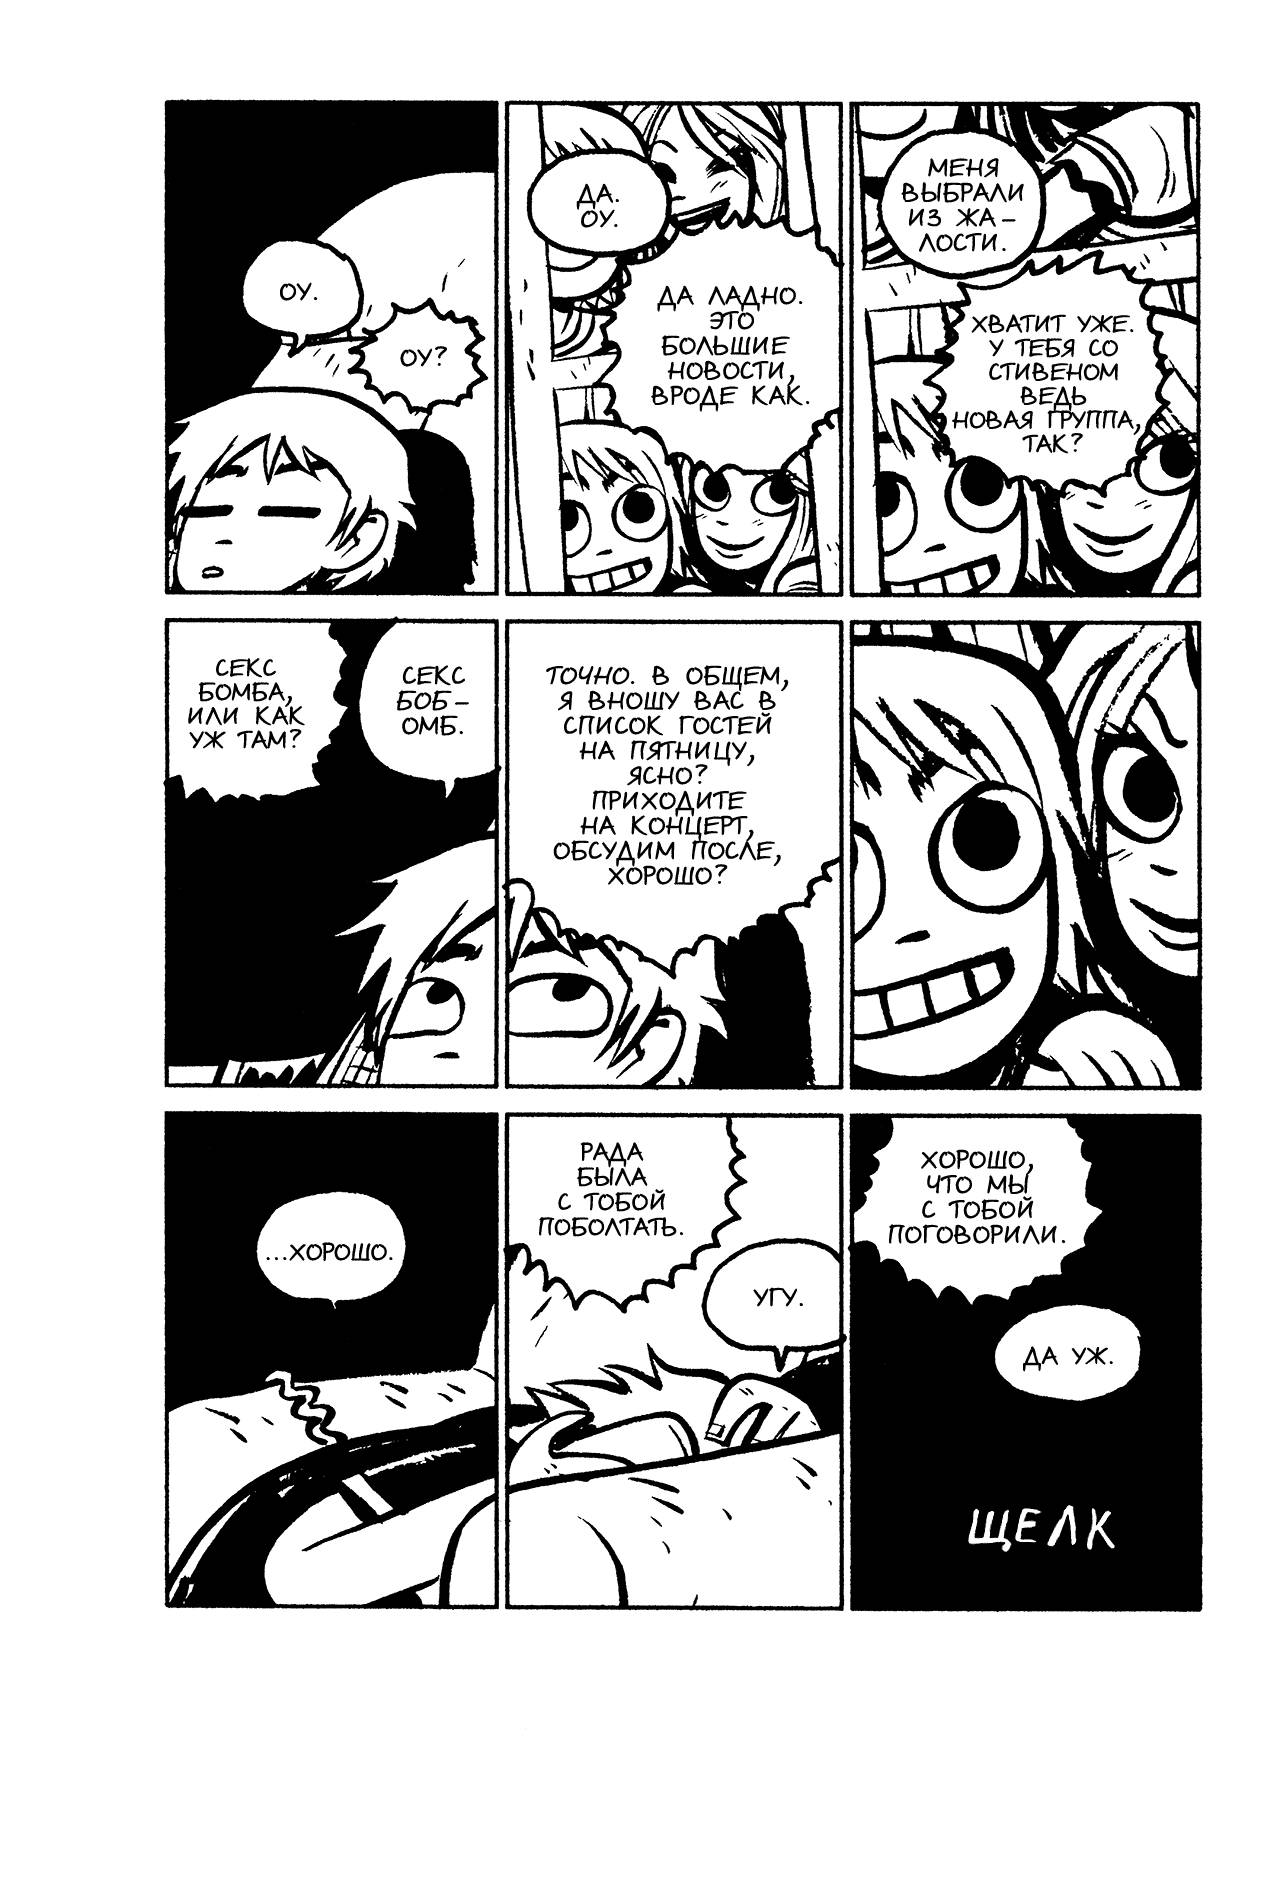 ОУ.
ОУ?
ДА.
ОУ.
ДА ЛАДНО.
ЭТО
БОЛЬШИЕ
НОВОСТИ,
ВРОДЕ КАК.
МЕНЯ
ВЫБРАЛИ
ИЗ ЖА-
ЛОСТИ.
ХВАТИТ УЖЕ.
У ТЕБЯ СО
СТИВЕНОМ
ВЕДЬ
НОВАЯ ГРУППА,
ТАК?
СЕКС
БОМБА,
ИЛИ КАК
УЖ ТАМ?
СЕКС
БОБ-
ОМБ.
ТОЧНО. В ОБЩЕМ,
Я ВНОШУ ВАС В
СПИСОК ГОСТЕЙ
НА ПЯТНИЦУ,
ЯСНО?
ПРИХОДИТЕ
НА КОНЦЕРТ,
ОБСУДИМ ПОСЛЕ,
ХОРОШО?
...ХОРОШО.
РАДА
БЫЛА
С ТОБОЙ
ПОБОЛТАТЬ.
УГУ.
ХОРОШО,
ЧТО МЫ
С ТОБОЙ
ПОГОВОРИЛИ.
ДА УЖ.
ЩЕЛК